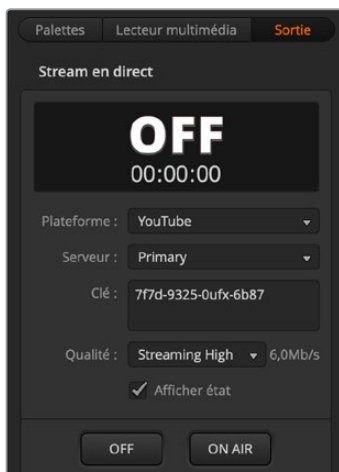 Palettes Lecteur multimédia Sortie
Stream en direct
OFF
00:00:00
Plateforme : YouTube
Serveur : Primary
Clé : 7f7d-9325-0ufx-6b87
Qualité : Streaming High 6,0Mb/s
Afficher état
OFF ON AIR